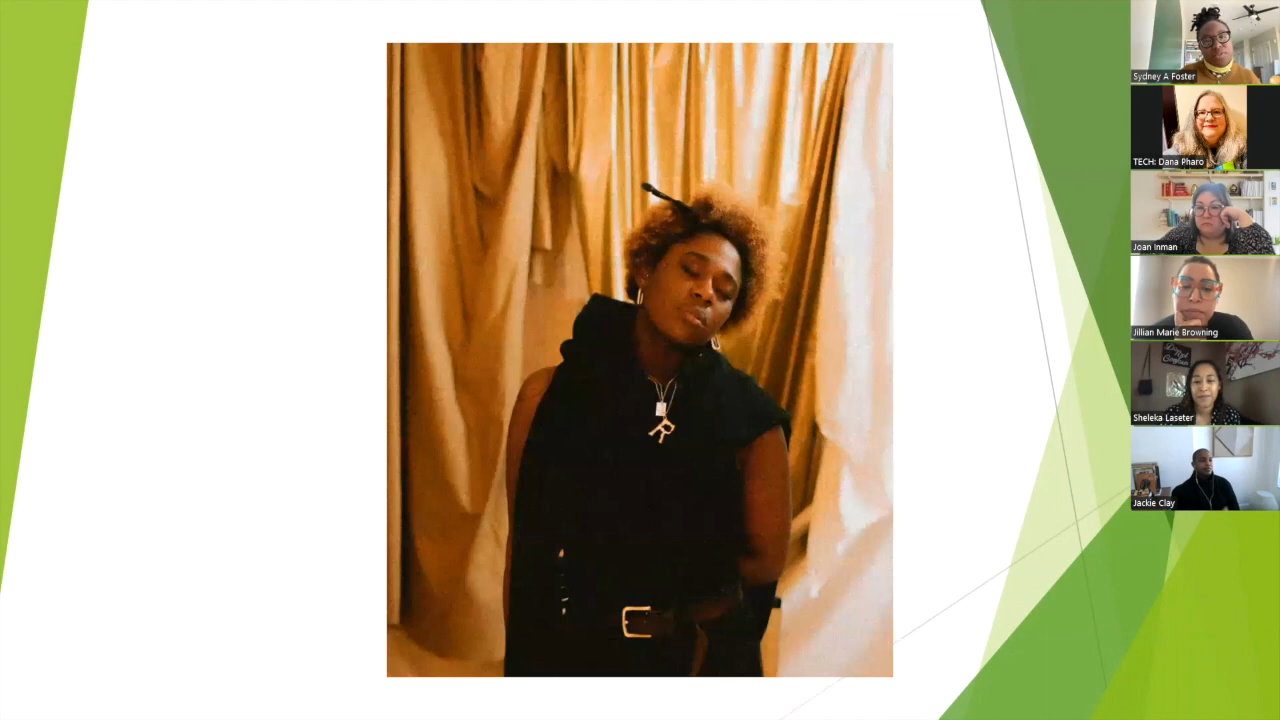 Sydney A Foster
TECH: Dana Pharo
Joan Inman
Jillian Marie Browning
Sheleka Laseter
Jackie Clay
R